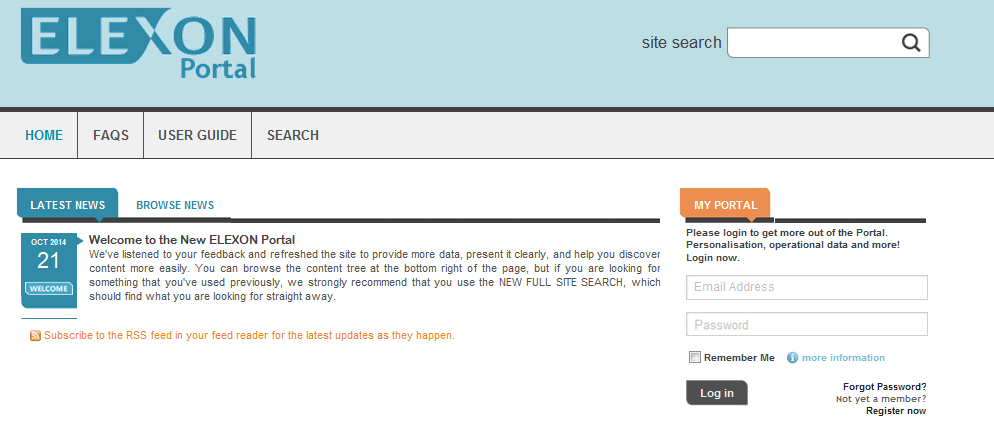 ELEXON
Portal
site search
HOME
FAQS
USER GUIDE
SEARCH
LATEST NEWS
BROWSE NEWS
OCT 2014
21
WELCOME
Welcome to the New ELEXON Portal
We've listened to your feedback and refreshed the site to provide more data, present it clearly, and help you discover
content more easily. You can browse the content tree at the bottom right of the page, but if you are looking for
something that you've used previously, we strongly recommend that you use the NEW FULL SITE SEARCH, which
should find what you are looking for straight away.
Subscribe to the RSS feed in your feed reader for the latest updates as they happen.
MY PORTAL
Please login to get more out of the Portal.
Personalisation, operational data and more!
Login now.
Email Address
Password
Remember Me
more information
Log in
Forgot Password?
Not yet a member?
Register now